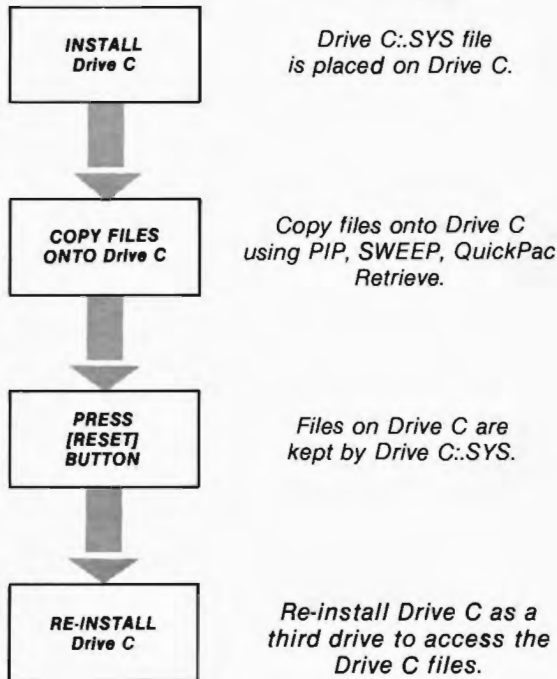 INSTALL
Drive C
Drive C:.SYS file
is placed on Drive C.
COPY FILES
ONTO Drive C
Copy files onto Drive C
using PIP, SWEEP, QuickPac
Retrieve.
PRESS
[RESET]
BUTTON
Files on Drive C are
kept by Drive C:.SYS.
RE-INSTALL
Drive C
Re-install Drive C as a
third drive to access the
Drive C files.